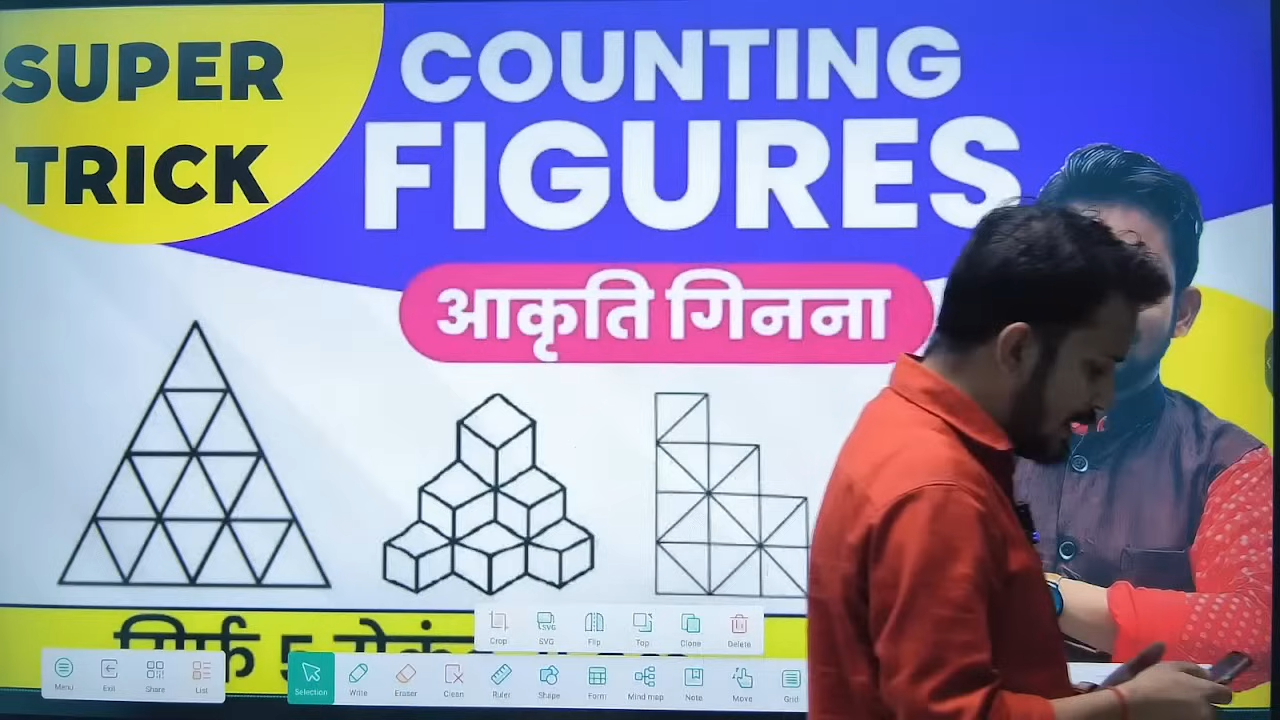 SUPER
TRICK
COUNTING
FIGURES
आकृति गिनना
सिर्फ 5
Crop SVG Flip Top Clone Delete
Menu Exit Share List
Selection Write Eraser Clean Ruler Shape Form Mind map Note Move Grid